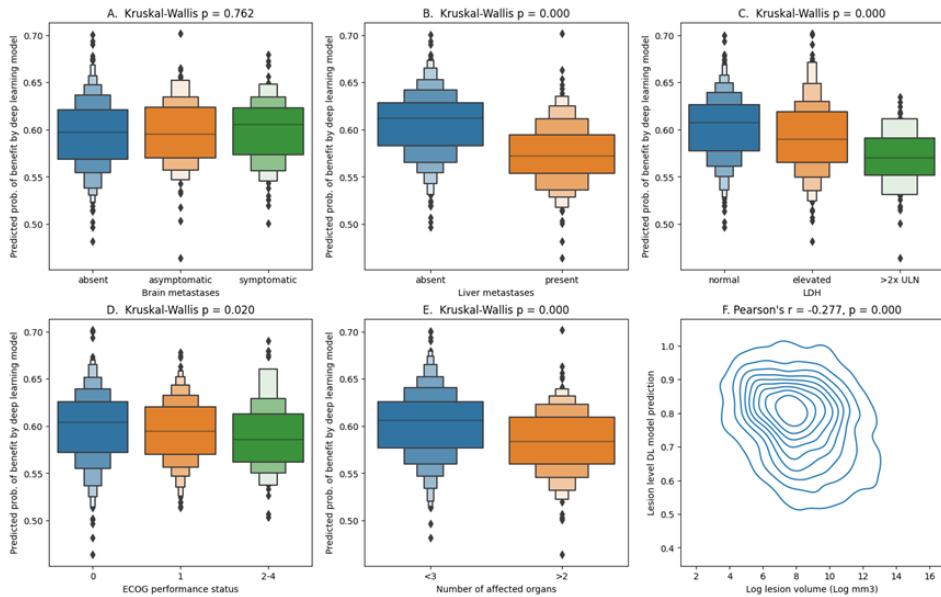 A. Kruskal-Wallis p = 0.762
Predicted prob. of benefit by deep learning model
0.70
0.65
0.60
0.55
0.50
absent asymptomatic symptomatic
Brain metastases
B. Kruskal-Wallis p = 0.000
Predicted prob. of benefit by deep learning model
0.70
0.65
0.60
0.55
0.50
absent present
Liver metastases
C. Kruskal-Wallis p = 0.000
Predicted prob. of benefit by deep learning model
0.70
0.65
0.60
0.55
0.50
normal elevated >2x ULN
LDH
D. Kruskal-Wallis p = 0.020
Predicted prob. of benefit by deep learning model
0.70
0.65
0.60
0.55
0.50
0 1 2-4
ECOG performance status
E. Kruskal-Wallis p = 0.000
Predicted prob. of benefit by deep learning model
0.70
0.65
0.60
0.55
0.50
<3 >2
Number of affected organs
F. Pearson's r = -0.277, p = 0.000
Lesion level DL model prediction
1.0
0.9
0.8
0.7
0.6
0.5
0.4
2 4 6 8 10 12 14 16
Log lesion volume (Log mm3)